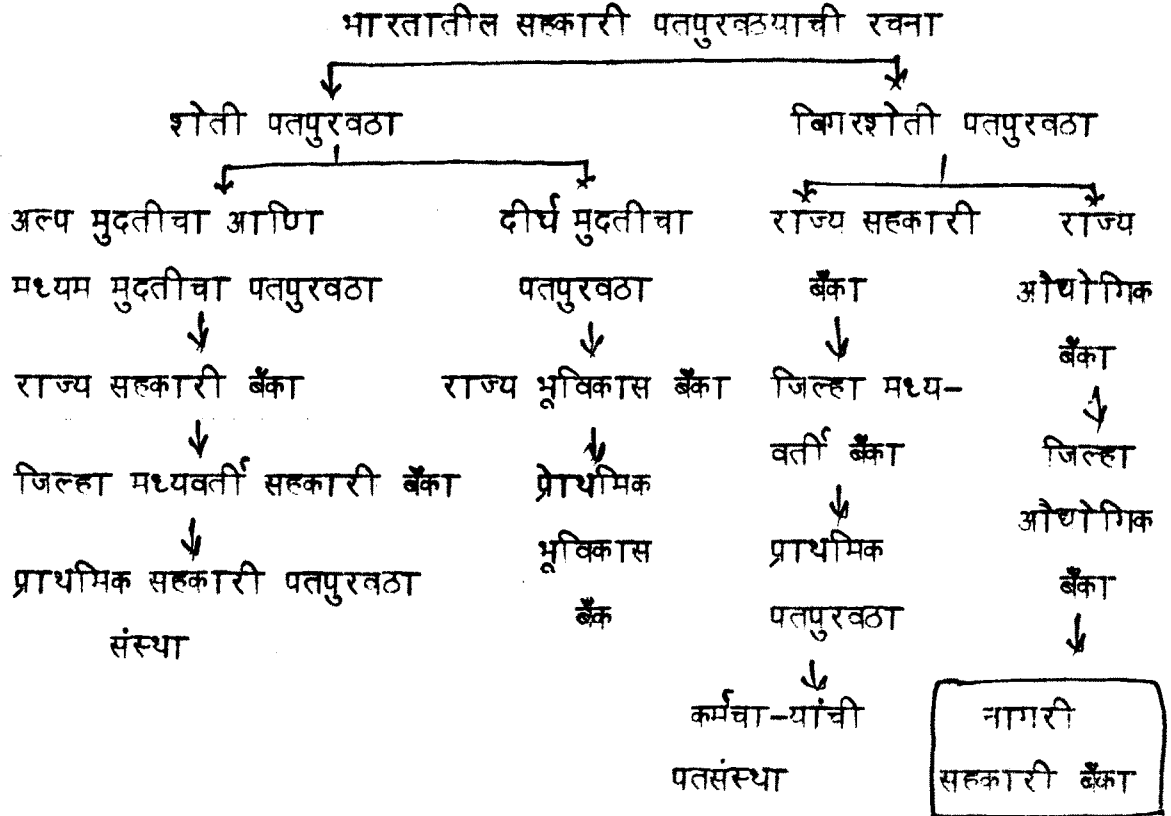 भारतातील सहकारी पतपुरवठयाची रचना
शेती पतपुरवठा
बिगरशेती पतपुरवठा
अल्प मुदतीचा आणि
मध्यम मुदतीचा पतपुरवठा
राज्य सहकारी बँका
जिल्हा मध्यवर्ती सहकारी बँका
प्राथमिक सहकारी पतपुरवठा
संस्था
दीर्घ मुदतीचा
पतपुरवठा
राज्य भूविकास बँका
प्राथमिक
भूविकास
बँक
राज्य सहकारी
बँका
जिल्हा मध्य-
वर्ती बँका
प्राथमिक
पतपुरवठा
कर्मचा-यांची
पतसंस्था
राज्य
औद्योगिक
बँका
जिल्हा
औद्योगिक
बँका
नागरी
सहकारी बँका